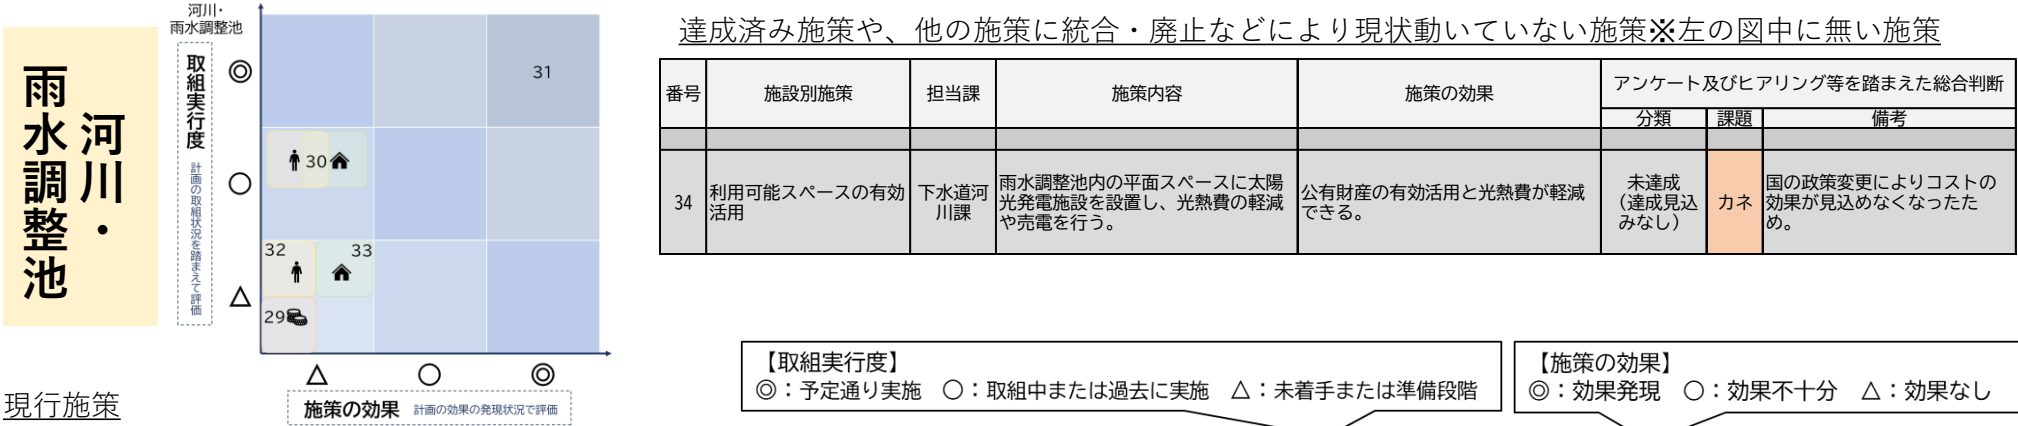 河川・
雨水調整池
河川・
雨水調整池
取組実行度
計画の取組状況を踏まえて評価
◎
○
△
31
30
32
33
29
△
○
◎
施策の効果 計画の効果の発現状況で評価
現行施策
達成済み施策や、他の施策に統合・廃止などにより現状動いていない施策※左の図中に無い施策
番号
施設別施策
担当課
施策内容
施策の効果
アンケート及びヒアリング等を踏まえた総合判断
分類
課題
備考
34
利用可能スペースの有効
活用
下水道河
川課
雨水調整池内の平面スペースに太陽
光発電施設を設置し、光熱費の軽減
や売電を行う。
公有財産の有効活用と光熱費が軽減
できる。
未達成
（達成見込
みなし）
カネ
国の政策変更によりコストの
効果が見込めなくなったた
め。
【取組実行度】
◎：予定通り実施 ○：取組中または過去に実施 △：未着手または準備段階
【施策の効果】
◎：効果発現 ○：効果不十分 △：効果なし